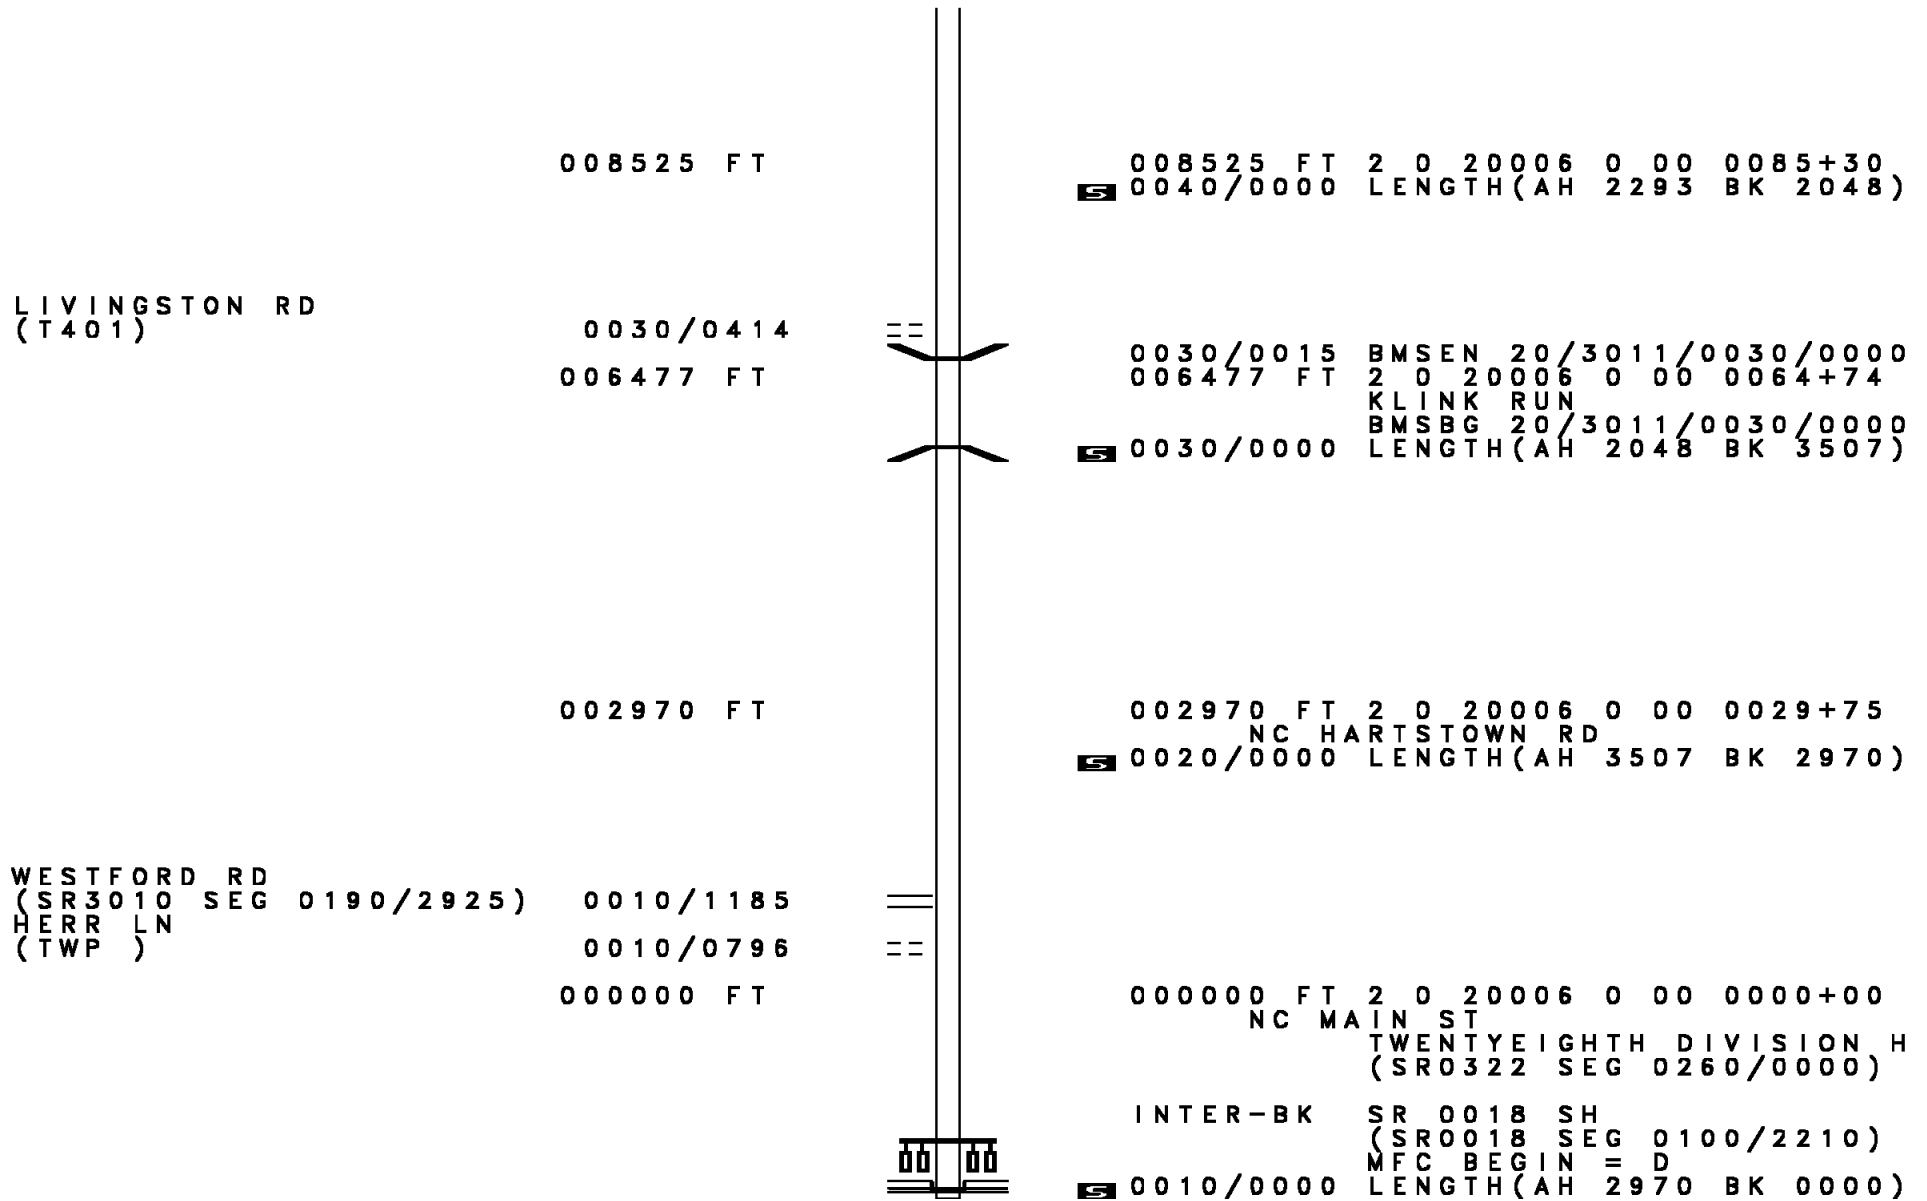 008525 FT 008525 FT 2 0 20006 0 00 0085+30
S 0040/0000 LENGTH(AH 2293 BK 2048)
LIVINGSTON RD
(T401) 0030/0414
0030/0015 BMSEN 20/3011/0030/0000
006477 FT 006477 FT 2 0 20006 0 00 0064+74
KLINK RUN
BMSBG 20/3011/0030/0000
S 0030/0000 LENGTH(AH 2048 BK 3507)
002970 FT 002970 FT 2 0 20006 0 00 0029+75
NC HARTSTOWN RD
S 0020/0000 LENGTH(AH 3507 BK 2970)
WESTFORD RD
(SR3010 SEG 0190/2925) 0010/1185
HERR LN
(TWP ) 0010/0796
000000 FT 000000 FT 2 0 20006 0 00 0000+00
NC MAIN ST
TWENTYEIGHTH DIVISION H
(SR0322 SEG 0260/0000)
INTER-BK SR 0018 SH
(SR0018 SEG 0100/2210)
MFC BEGIN = D
S 0010/0000 LENGTH(AH 2970 BK 0000)